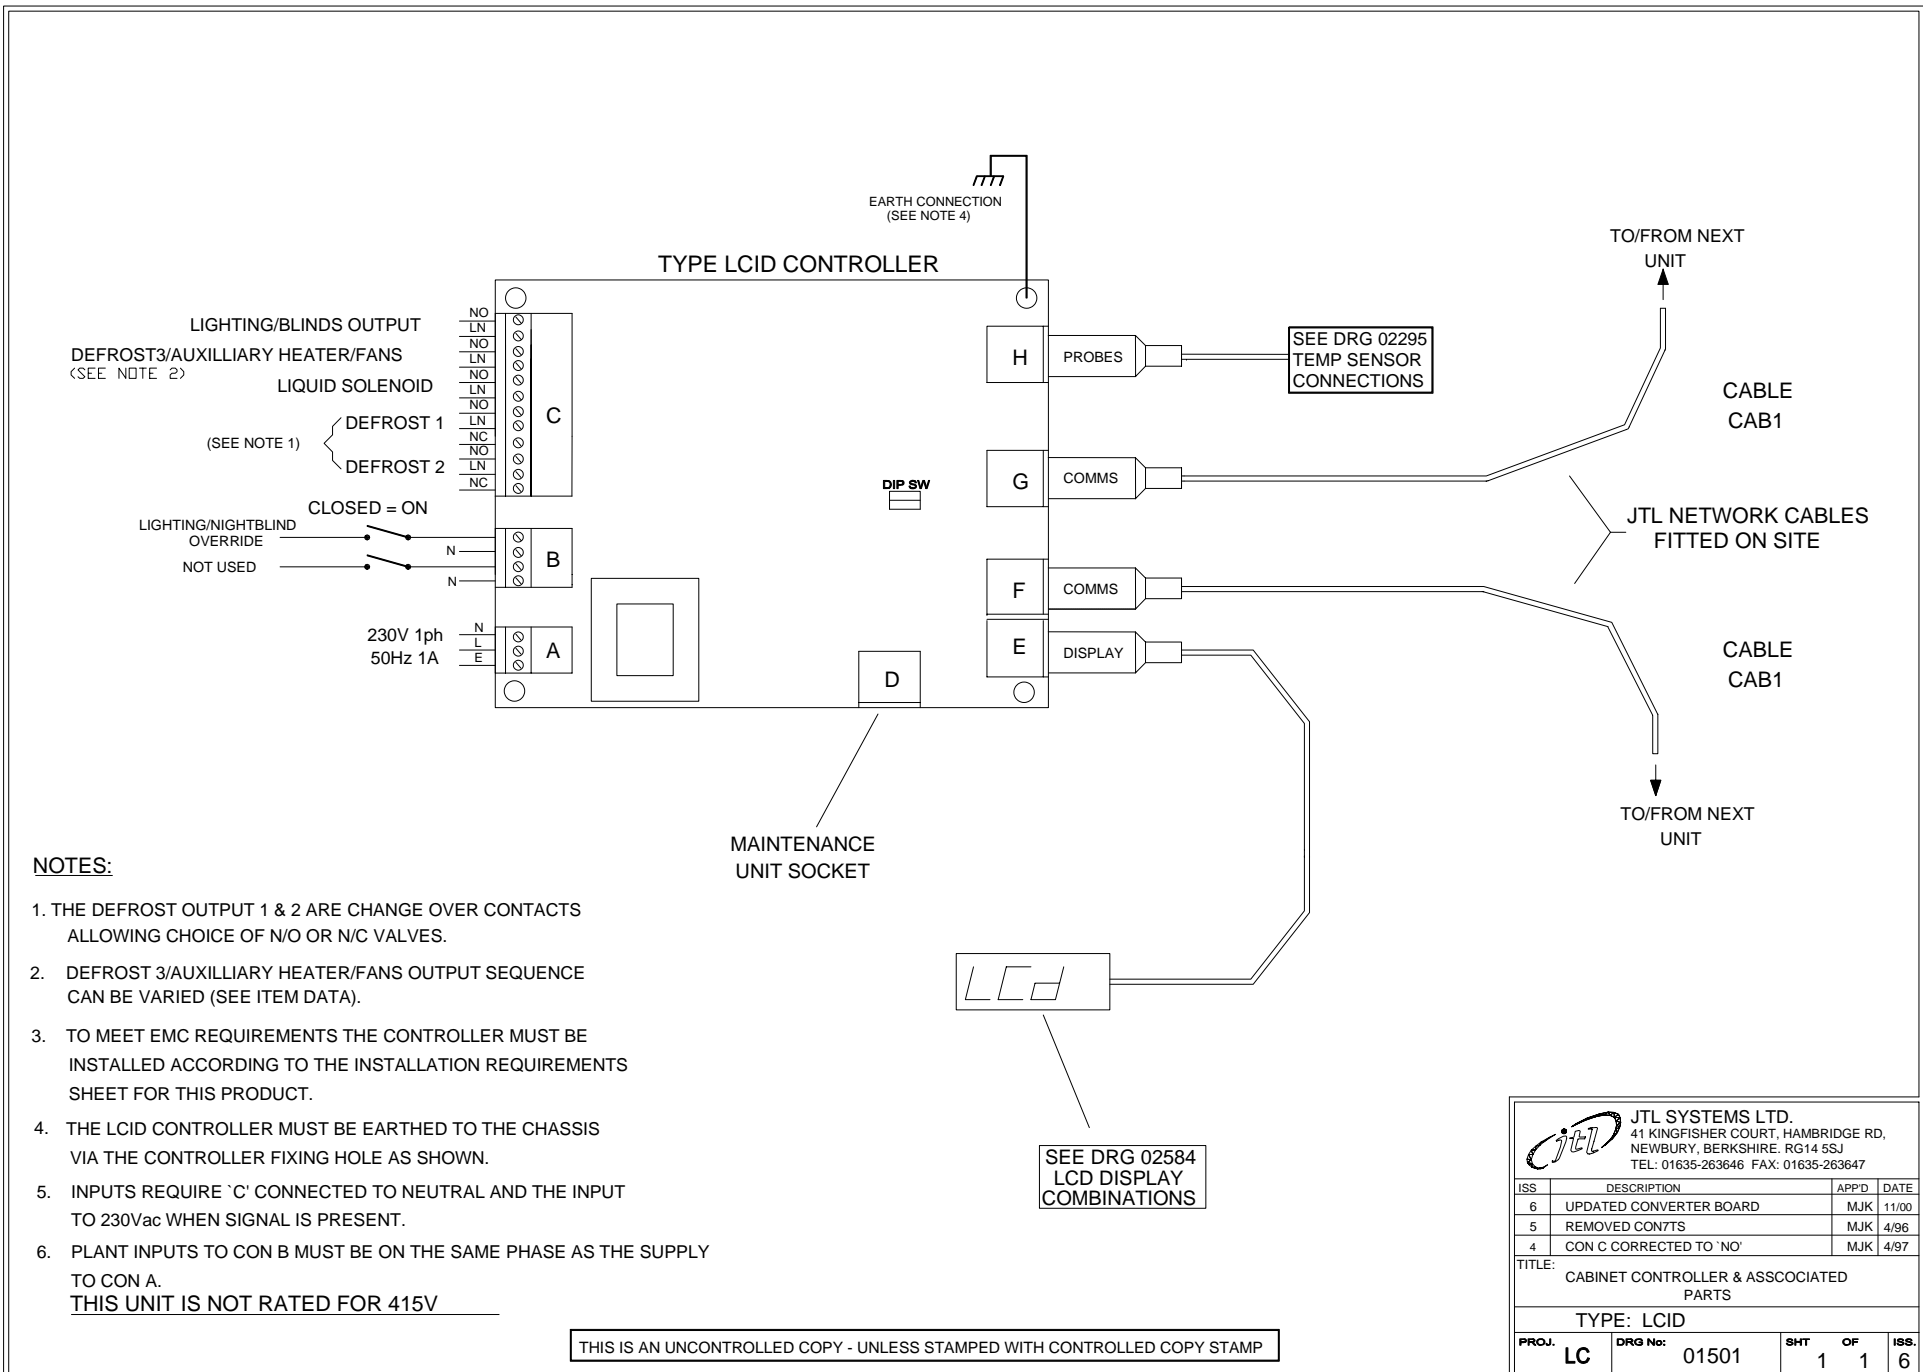 EARTH CONNECTION
(SEE NOTE 4)
TYPE LCID CONTROLLER
LIGHTING/BLINDS OUTPUT
DEFROST3/AUXILLIARY HEATER/FANS
(SEE NOTE 2)
LIQUID SOLENOID
(SEE NOTE 1)
DEFROST 1
DEFROST 2
NO
LN
NO
LN
NO
LN
NO
LN
NC
NO
LN
NC
C
CLOSED = ON
LIGHTING/NIGHTBLIND
OVERRIDE
N
NOT USED
N
B
230V 1ph
50Hz 1A
N
L
E
A
DIP SW
D
MAINTENANCE
UNIT SOCKET
H
PROBES
SEE DRG 02295
TEMP SENSOR
CONNECTIONS
G
COMMS
F
COMMS
E
DISPLAY
TO/FROM NEXT
UNIT
CABLE
CAB1
JTL NETWORK CABLES
FITTED ON SITE
CABLE
CAB1
TO/FROM NEXT
UNIT
LCd
SEE DRG 02584
LCD DISPLAY
COMBINATIONS
NOTES:
1. THE DEFROST OUTPUT 1 & 2 ARE CHANGE OVER CONTACTS
ALLOWING CHOICE OF N/O OR N/C VALVES.
2. DEFROST 3/AUXILLIARY HEATER/FANS OUTPUT SEQUENCE
CAN BE VARIED (SEE ITEM DATA).
3. TO MEET EMC REQUIREMENTS THE CONTROLLER MUST BE
INSTALLED ACCORDING TO THE INSTALLATION REQUIREMENTS
SHEET FOR THIS PRODUCT.
4. THE LCID CONTROLLER MUST BE EARTHED TO THE CHASSIS
VIA THE CONTROLLER FIXING HOLE AS SHOWN.
5. INPUTS REQUIRE `C' CONNECTED TO NEUTRAL AND THE INPUT
TO 230Vac WHEN SIGNAL IS PRESENT.
6. PLANT INPUTS TO CON B MUST BE ON THE SAME PHASE AS THE SUPPLY
TO CON A.
THIS UNIT IS NOT RATED FOR 415V
THIS IS AN UNCONTROLLED COPY - UNLESS STAMPED WITH CONTROLLED COPY STAMP
jtl
JTL SYSTEMS LTD.
41 KINGFISHER COURT, HAMBRIDGE RD,
NEWBURY, BERKSHIRE. RG14 5SJ
TEL: 01635-263646 FAX: 01635-263647
ISS DESCRIPTION APP'D DATE
6 UPDATED CONVERTER BOARD MJK 11/00
5 REMOVED CON7TS MJK 4/96
4 CON C CORRECTED TO `NO' MJK 4/97
TITLE:
CABINET CONTROLLER & ASSCOCIATED
PARTS
TYPE: LCID
PROJ. LC DRG No: 01501 SHT 1 OF 1 ISS. 6